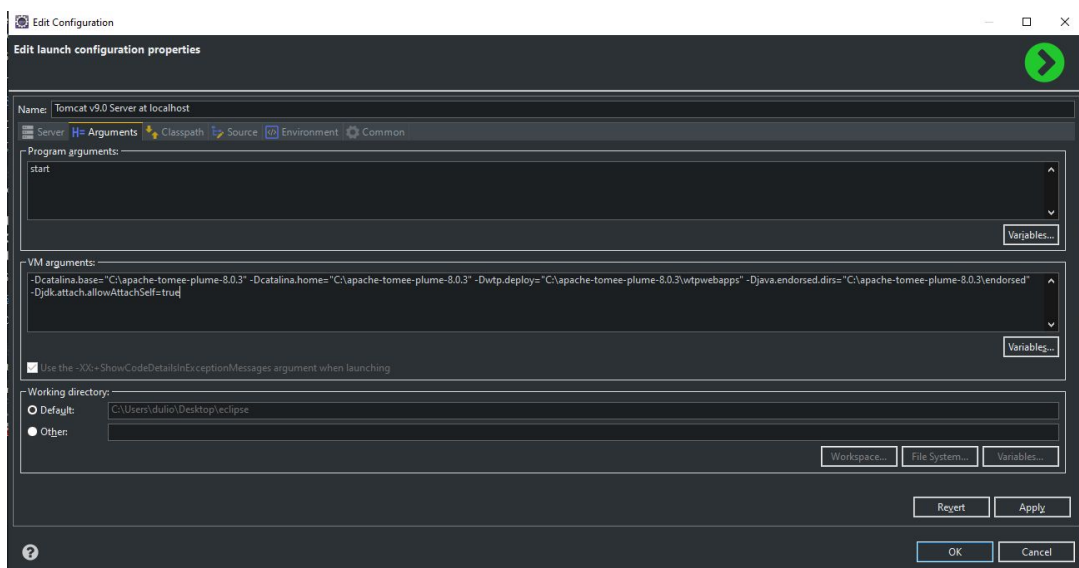 Edit Configuration
Edit launch configuration properties
Name: Tomcat v9.0 Server at localhost
Server Arguments Classpath Source Environment Common
Program arguments:
start
Variables...
VM arguments:
-Dcatalina.base="C:\apache-tomee-plume-8.0.3" -Dcatalina.home="C:\apache-tomee-plume-8.0.3" -Dwtp.deploy="C:\apache-tomee-plume-8.0.3\wtpwebapps" -Djava.endorsed.dirs="C:\apache-tomee-plume-8.0.3\endorsed"
-Djdk.attach.allowAttachSelf=true
Variables...
Use the -XX:+ShowCodeDetailsInExceptionMessages argument when launching
Working directory:
Default: C:\Users\dulio\Desktop\eclipse
Other:
Workspace... File System... Variables...
Revert Apply
OK Cancel